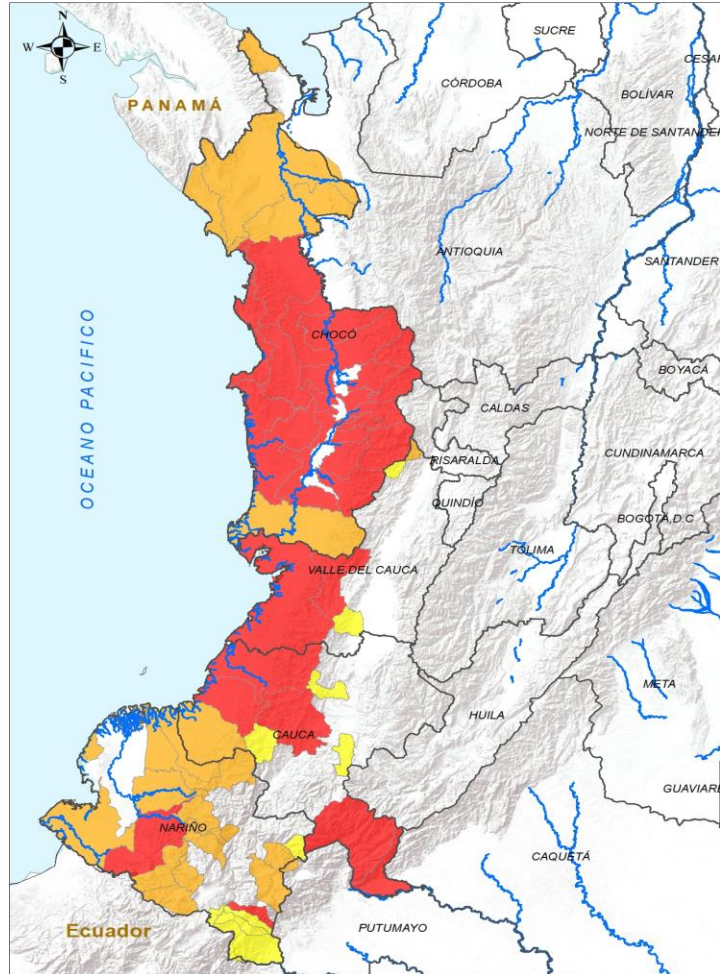 SUCRE
N
W E
S
CÓRDOBA
CESAR
BOLÍVAR
PANAMÁ
NORTE DE SANTANDER
ANTIOQUIA
SANTANDER
OCEANO PACIFICO
CHOCÓ
BOYACÁ
CALDAS
CUNDINAMARCA
RISARALDA
QUINDÍO
BOGOTÁ,D.C
TOLIMA
VALLE DEL CAUCA
META
HUILA
CAUCA
GUAVIARE
NARIÑO
CAQUETÁ
Ecuador
PUTUMAYO